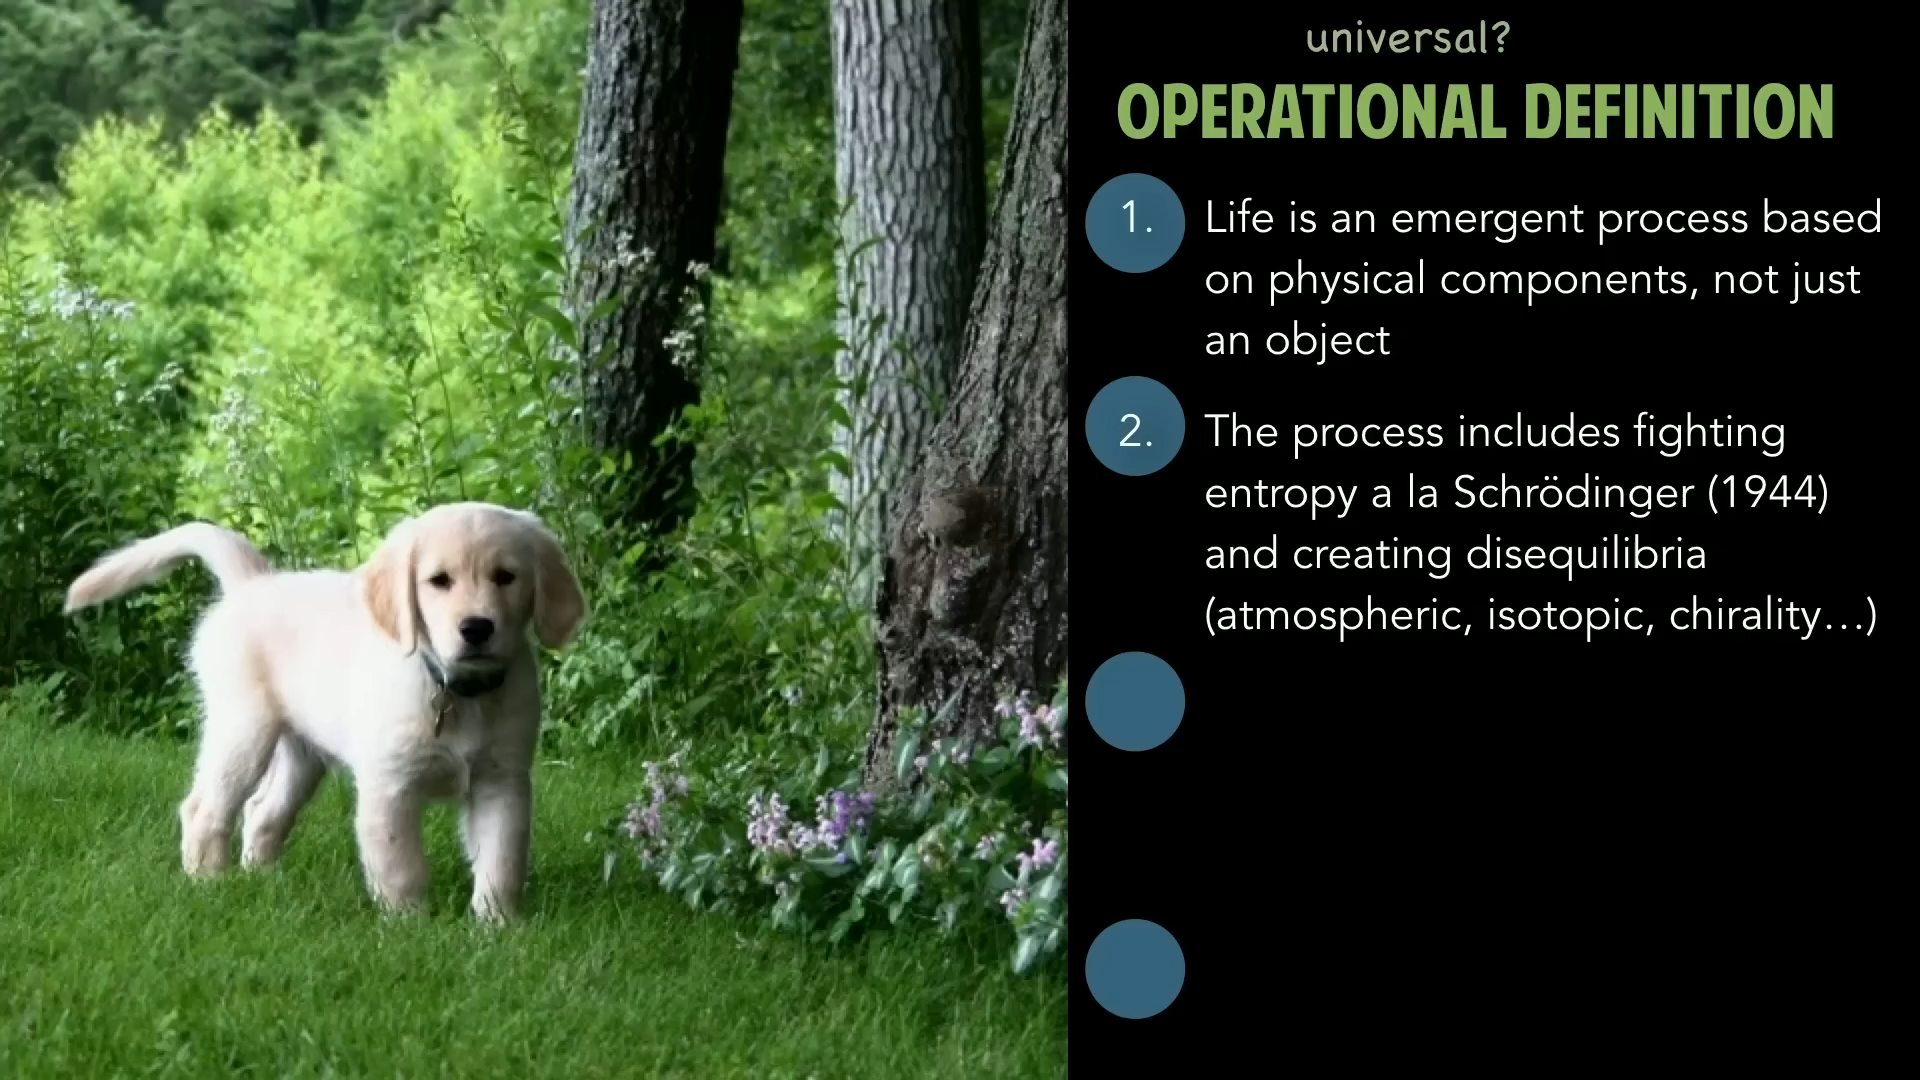 universal?
OPERATIONAL DEFINITION
1. Life is an emergent process based
on physical components, not just
an object
2. The process includes fighting
entropy a la Schrödinger (1944)
and creating disequilibria
(atmospheric, isotopic, chirality…)